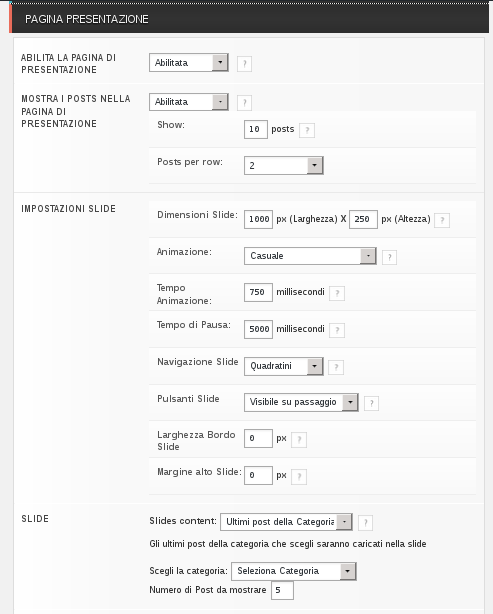 PAGINA PRESENTAZIONE
ABILITA LA PAGINA DI
PRESENTAZIONE
Abilitata ?
MOSTRA I POSTS NELLA
PAGINA DI
PRESENTAZIONE
Abilitata ?
Show: 10 posts ?
Posts per row: 2
IMPOSTAZIONI SLIDE
Dimensioni Slide: 1000 px (Larghezza) X 250 px (Altezza) ?
Animazione: Casuale ?
Tempo
Animazione:
750 millisecondi ?
Tempo di Pausa: 5000 millisecondi ?
Navigazione Slide Quadratini ?
Pulsanti Slide Visibile su passaggio ?
Larghezza Bordo
Slide
0 px ?
Margine alto Slide: 0 px ?
SLIDE
Slides content: Ultimi post della Categoria ?
Gli ultimi post della categoria che scegli saranno caricati nella slide
Scegli la categoria: Seleziona Categoria
Numero di Post da mostrare 5